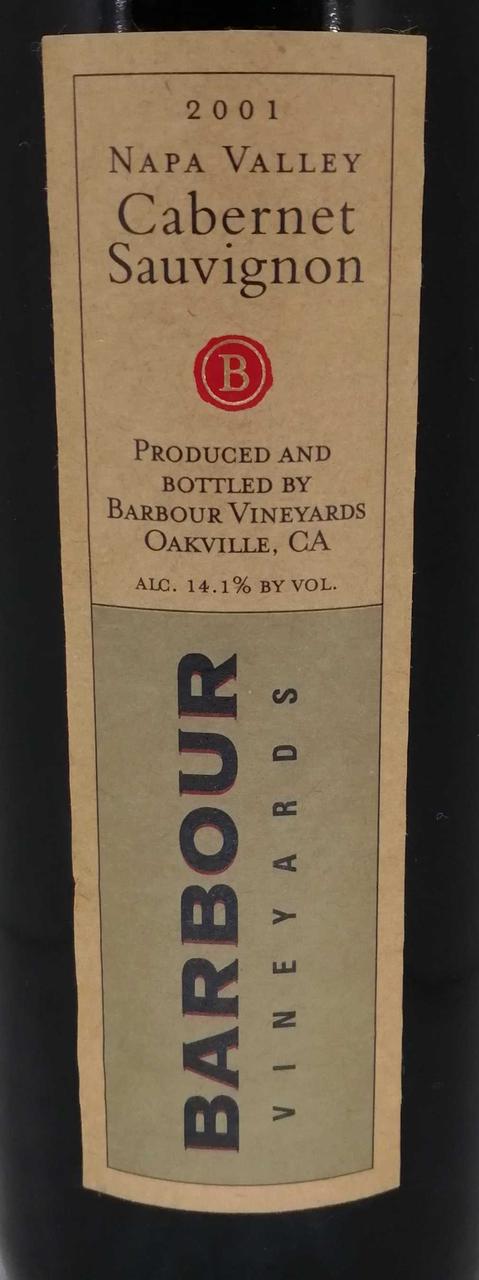 2001
NAPA VALLEY
Cabernet
Sauvignon
B
PRODUCED AND
BOTTLED BY
BARBOUR VINEYARDS
OAKVILLE, CA
ALC. 14.1% BY VOL.
BARBOUR
VINEYARDS